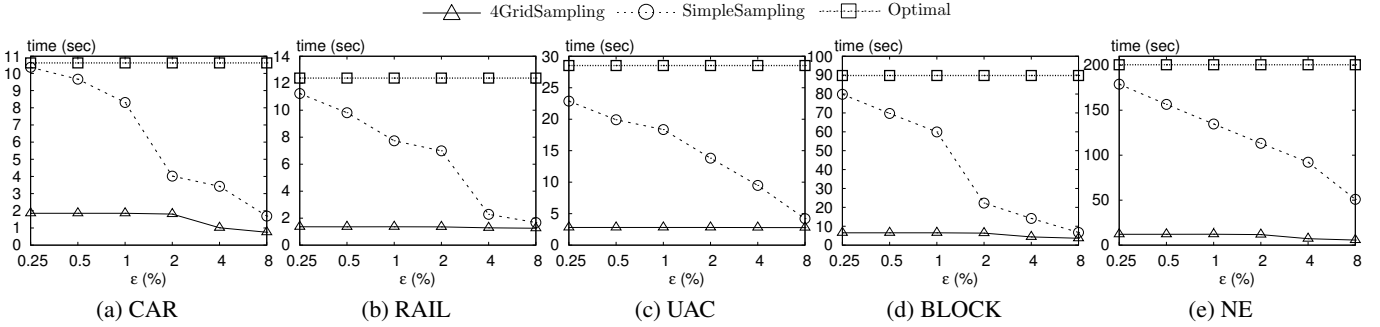 4GridSampling SimpleSampling Optimal
time (sec)
11
10
9
8
7
6
5
4
3
2
1
0
0.25 0.5 1 2 4 8
ε (%)
(a) CAR
time (sec)
14
12
10
8
6
4
2
0
0.25 0.5 1 2 4 8
ε (%)
(b) RAIL
time (sec)
30
25
20
15
10
5
0
0.25 0.5 1 2 4 8
ε (%)
(c) UAC
time (sec)
100
90
80
70
60
50
40
30
20
10
0
0.25 0.5 1 2 4 8
ε (%)
(d) BLOCK
time (sec)
200
150
100
50
0
0.25 0.5 1 2 4 8
ε (%)
(e) NE